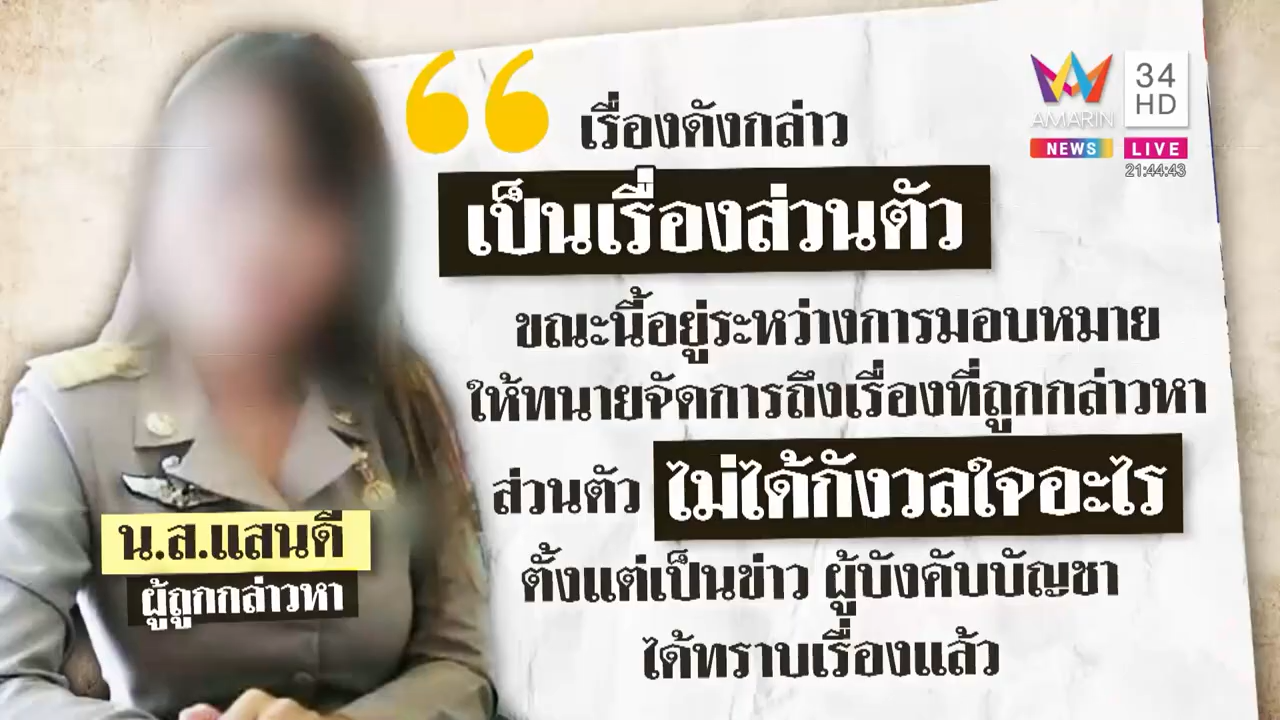 เรื่องดังกล่าว
เป็นเรื่องส่วนตัว
ขณะนี้อยู่ระหว่างการมอบหมาย
ให้ทนายจัดการถึงเรื่องที่ถูกกล่าวหา
ส่วนตัว ไม่ได้กังวลใจอะไร
ตั้งแต่เป็นข่าว ผู้บังคับบัญชา
ได้ทราบเรื่องแล้ว
น.ส.แสนดี
ผู้ถูกกล่าวหา
AMARIN
NEWS
34
HD
LIVE
21:44:43